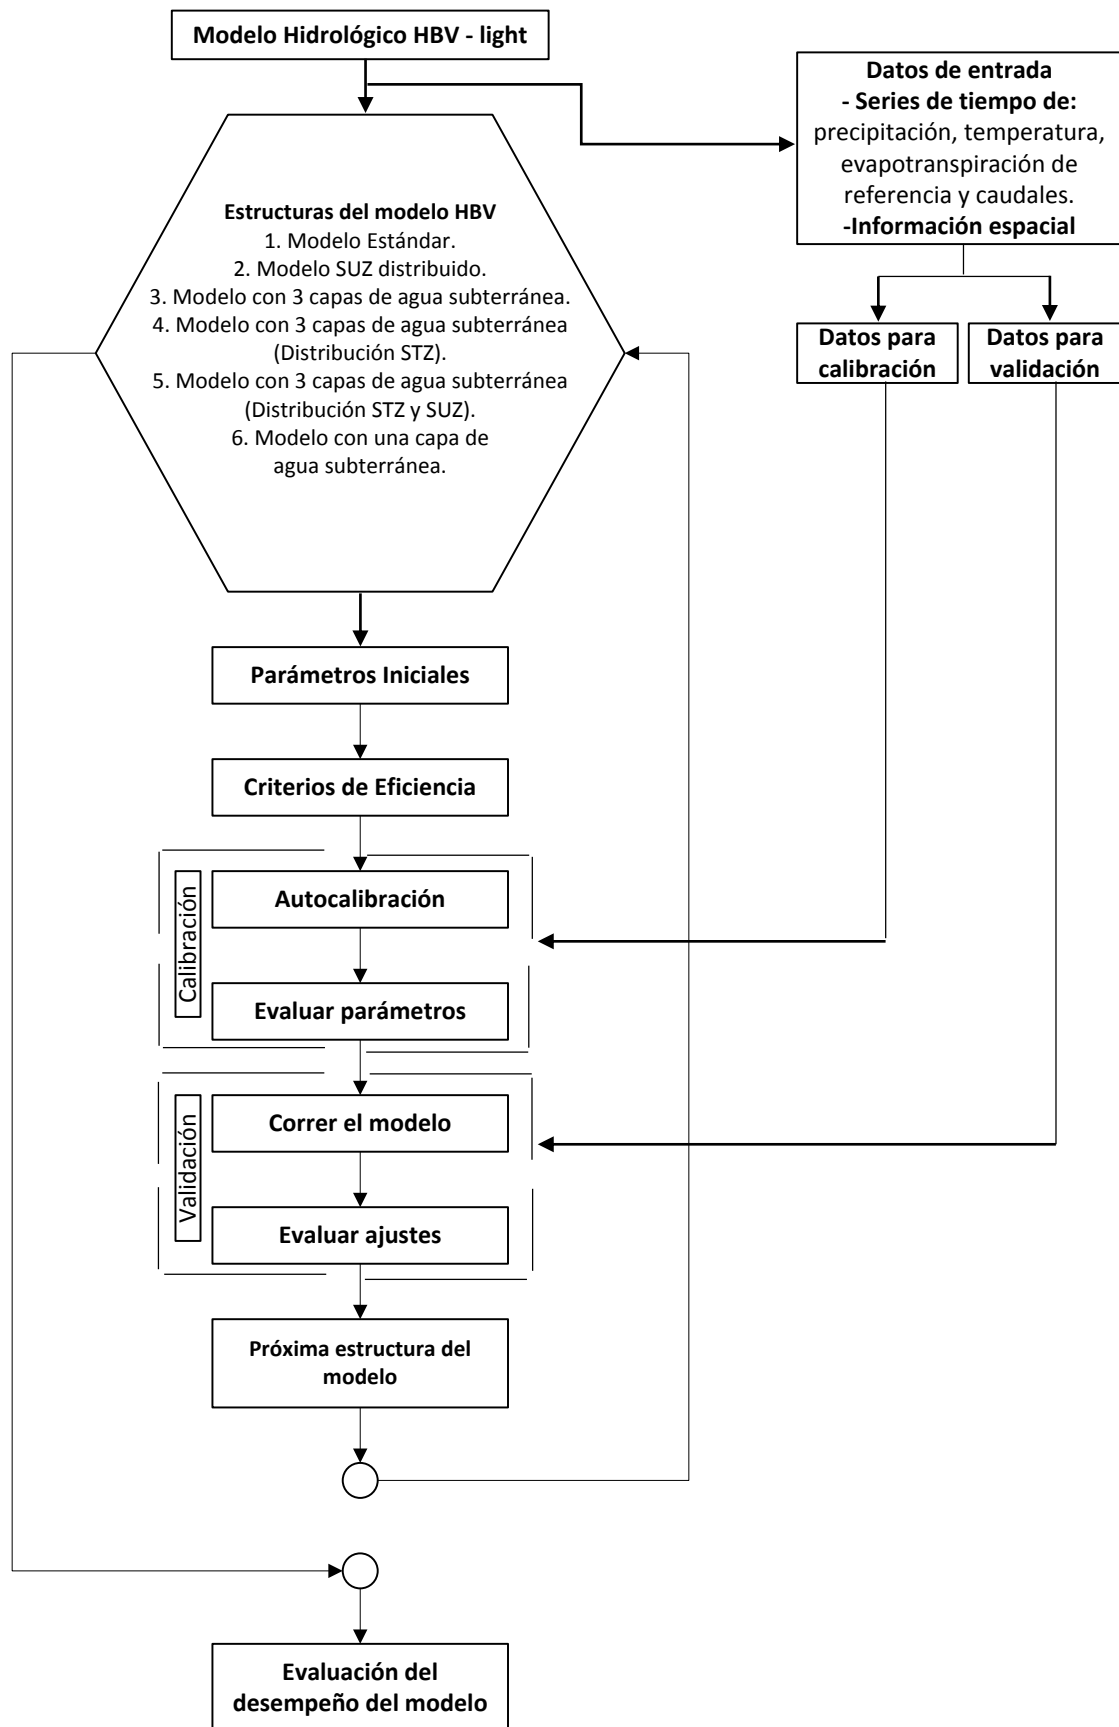 Modelo Hidrológico HBV - light
Datos de entrada
- Series de tiempo de:
precipitación, temperatura,
evapotranspiración de
referencia y caudales.
-Información espacial
Estructuras del modelo HBV
1. Modelo Estándar.
2. Modelo SUZ distribuido.
3. Modelo con 3 capas de agua subterránea.
4. Modelo con 3 capas de agua subterránea
(Distribución STZ).
5. Modelo con 3 capas de agua subterránea
(Distribución STZ y SUZ).
6. Modelo con una capa de
agua subterránea.
Datos para
calibración
Datos para
validación
Parámetros Iniciales
Criterios de Eficiencia
Calibración
Autocalibración
Evaluar parámetros
Validación
Correr el modelo
Evaluar ajustes
Próxima estructura del
modelo
Evaluación del
desempeño del modelo